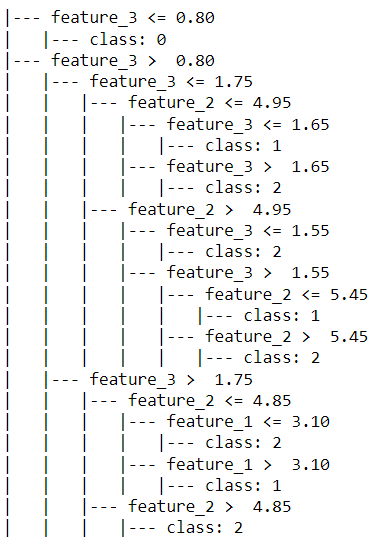 |--- feature_3 <= 0.80
|   |--- class: 0
|--- feature_3 >  0.80
|   |--- feature_3 <= 1.75
|   |   |--- feature_2 <= 4.95
|   |   |   |--- feature_3 <= 1.65
|   |   |   |   |--- class: 1
|   |   |   |--- feature_3 >  1.65
|   |   |   |   |--- class: 2
|   |   |--- feature_2 >  4.95
|   |   |   |--- feature_3 <= 1.55
|   |   |   |   |--- class: 2
|   |   |   |--- feature_3 >  1.55
|   |   |   |   |--- feature_2 <= 5.45
|   |   |   |   |   |--- class: 1
|   |   |   |   |--- feature_2 >  5.45
|   |   |   |   |   |--- class: 2
|   |--- feature_3 >  1.75
|   |   |--- feature_2 <= 4.85
|   |   |   |--- feature_1 <= 3.10
|   |   |   |   |--- class: 2
|   |   |   |--- feature_1 >  3.10
|   |   |   |   |--- class: 1
|   |   |--- feature_2 >  4.85
|   |   |   |--- class: 2